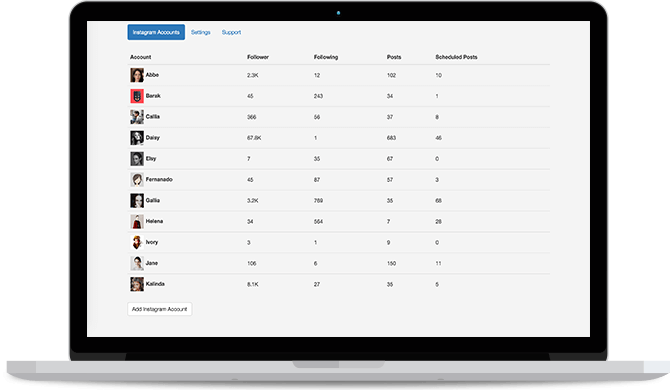 Instagram Accounts Settings Support
Account Follower Following Posts Scheduled Posts
Abbe 2.3K 12 102 10
Barak 45 243 34 1
Callia 366 56 37 8
Daisy 67.8K 1 683 46
Elsy 7 35 67 0
Fernanado 45 87 57 3
Gallia 3.2K 769 35 68
Helena 34 564 7 28
Ivory 3 1 9 0
Jane 106 6 150 11
Kalinda 8.1K 27 35 5
Add Instagram Account